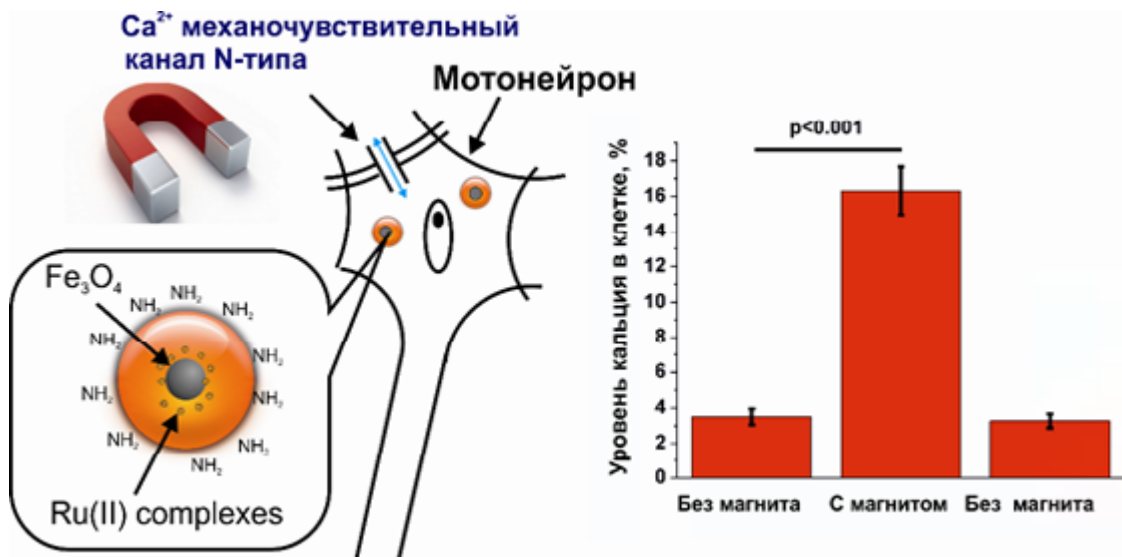 Ca²⁺ механочувствительный
канал N-типа
Мотонейрон
Fe₃O₄
NH₂
NH₂
NH₂
NH₂
NH₂
NH₂
NH₂
NH₂
NH₂
NH₂
NH₂
Ru(II) complexes
p<0.001
Уровень кальция в клетке, %
18
16
14
12
10
8
6
4
2
0
Без магнита
С магнитом
Без магнита